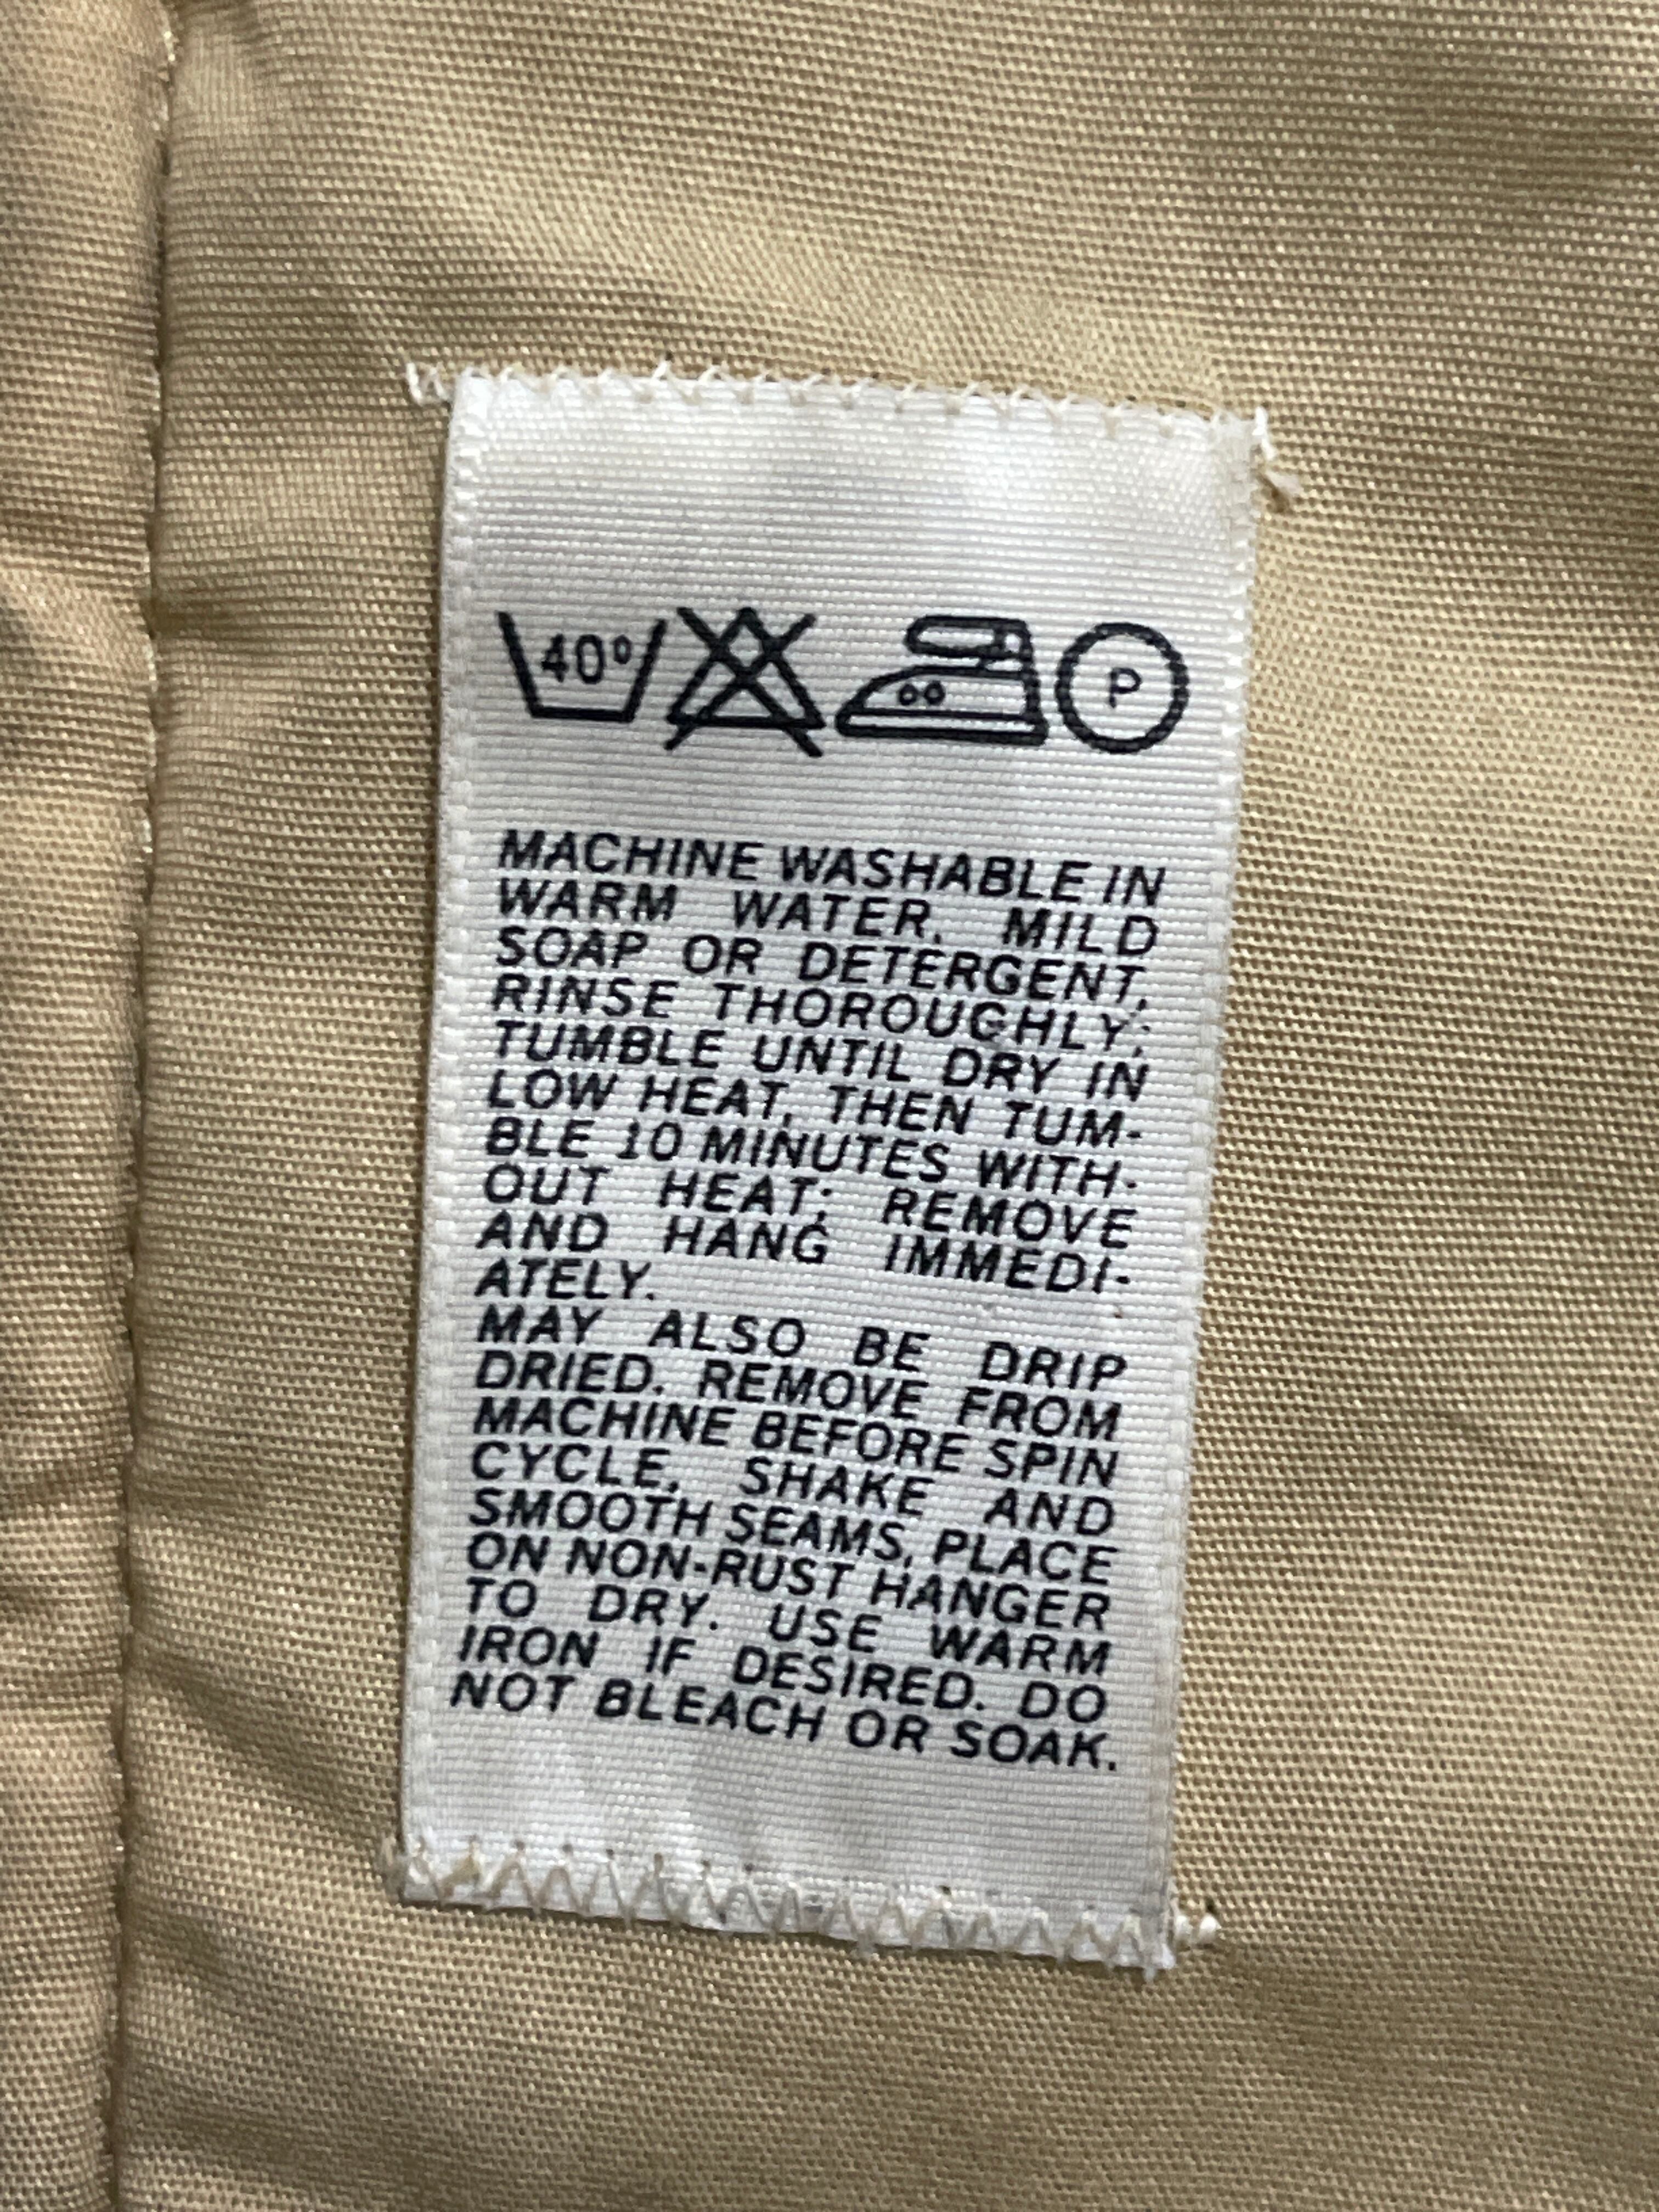 40°
P
MACHINE WASHABLE IN
WARM WATER, MILD
SOAP OR DETERGENT,
RINSE THOROUGHLY;
TUMBLE UNTIL DRY IN
LOW HEAT, THEN TUM-
BLE 10 MINUTES WITH-
OUT HEAT; REMOVE
AND HANG IMMEDI-
ATELY.
MAY ALSO BE DRIP
DRIED. REMOVE FROM
MACHINE BEFORE SPIN
CYCLE, SHAKE AND
SMOOTH SEAMS, PLACE
ON NON-RUST HANGER
TO DRY. USE WARM
IRON IF DESIRED. DO
NOT BLEACH OR SOAK.